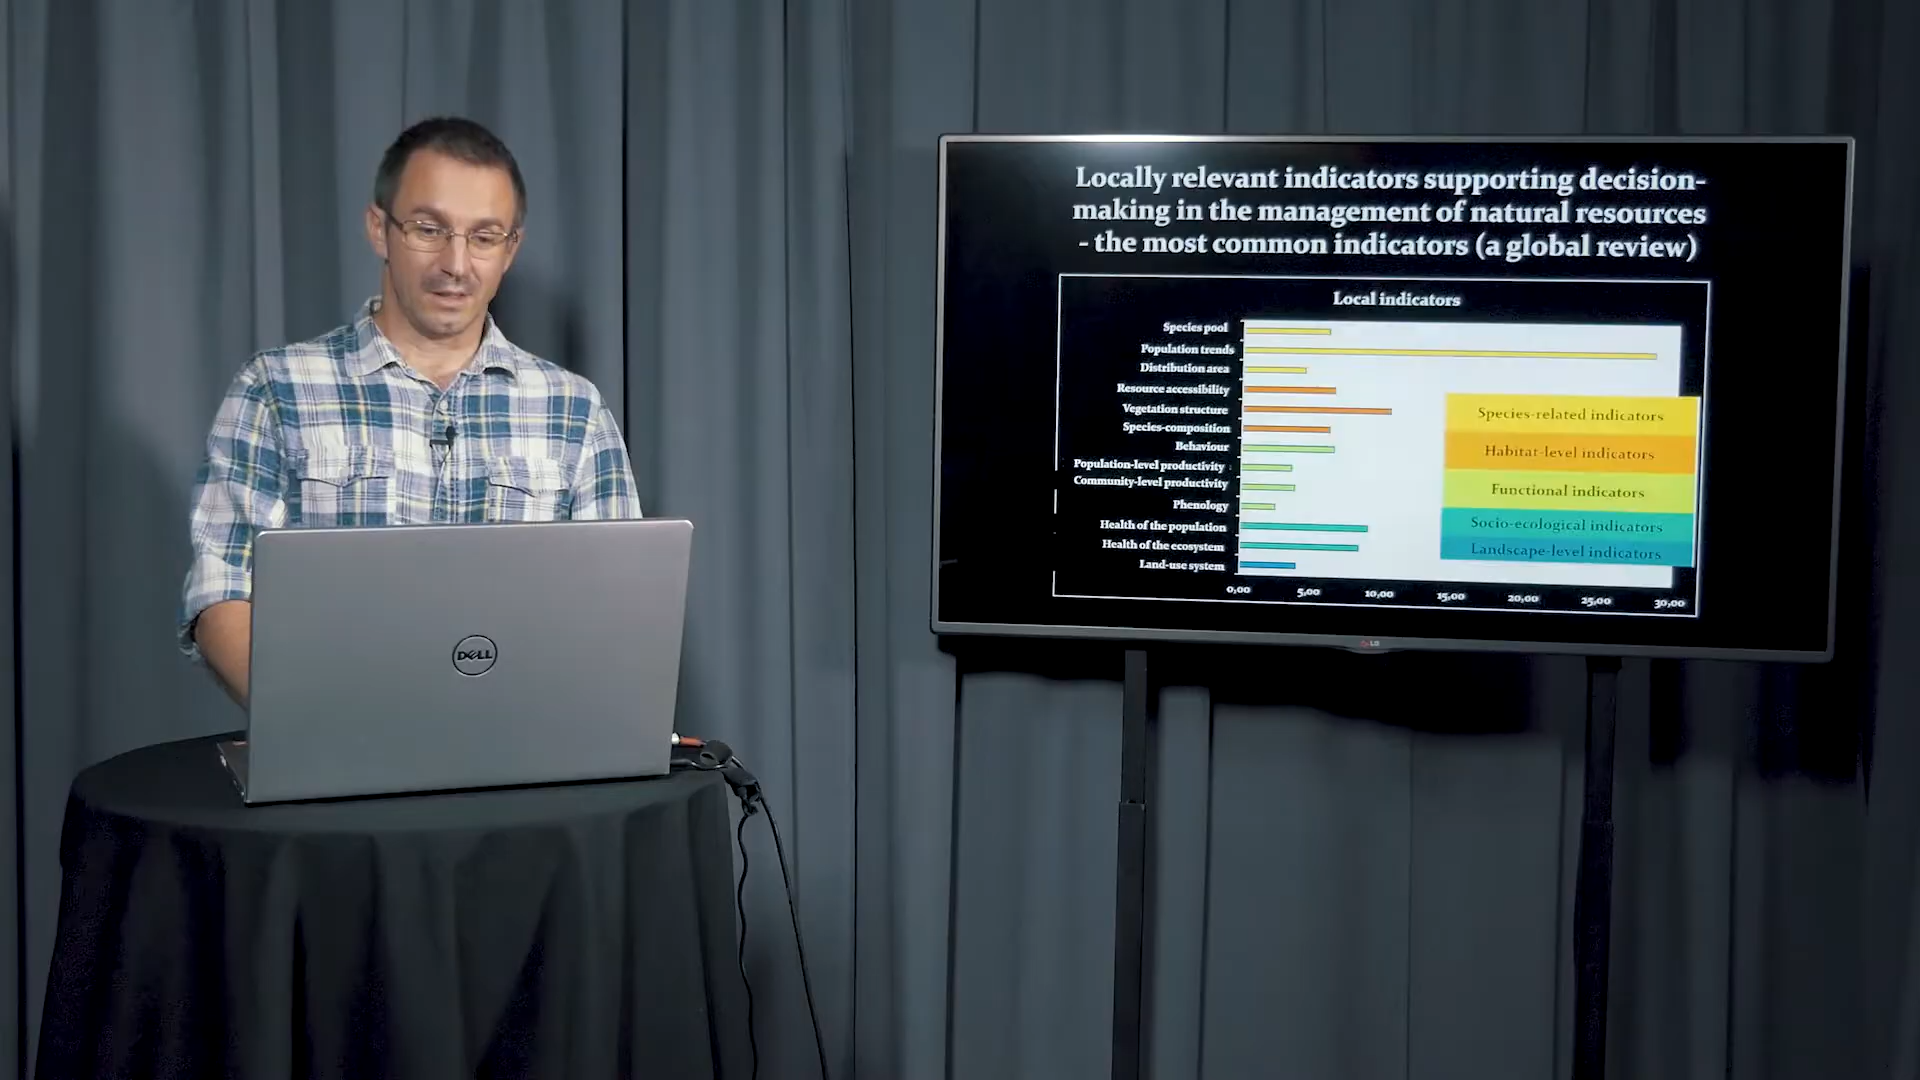 Locally relevant indicators supporting decision-
making in the management of natural resources
- the most common indicators (a global review)
Local indicators
Species pool
Population trends
Distribution area
Resource accessibility
Vegetation structure
Species-composition
Behaviour
Population-level productivity
Community-level productivity
Phenology
Health of the population
Health of the ecosystem
Land-use system
0,00 5,00 10,00 15,00 20,00 25,00 30,00
Species-related indicators
Habitat-level indicators
Functional indicators
Socio-ecological indicators
Landscape-level indicators
LG
DELL